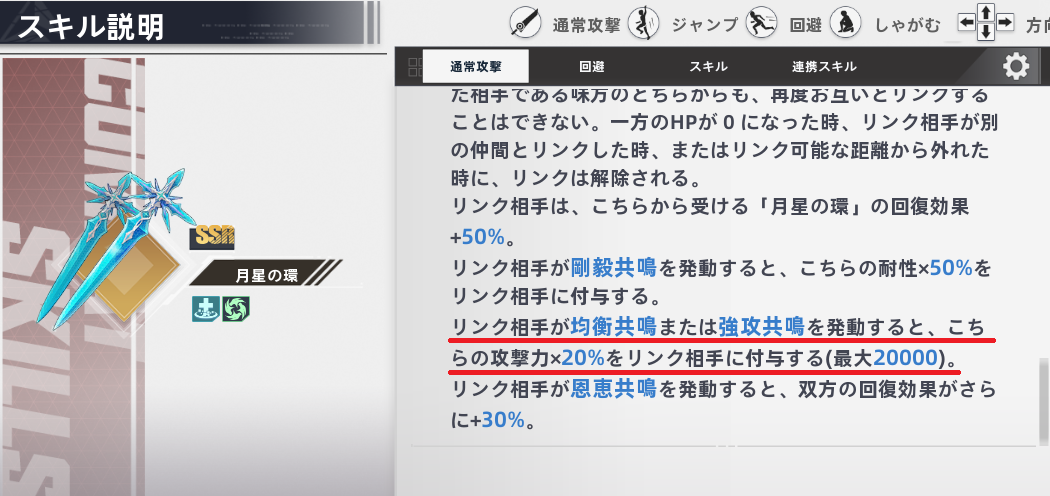 スキル説明
通常攻撃 ジャンプ 回避 しゃがむ 方向
通常攻撃 回避 スキル 連携スキル
た相手である味方のどちらからも、再度お互いとリンクする
ことはできない。一方のHPが0になった時、リンク相手が別
の仲間とリンクした時、またはリンク可能な距離から外れた
時に、リンクは解除される。
リンク相手は、こちらから受ける「月星の環」の回復効果
+50%。
リンク相手が剛毅共鳴を発動すると、こちらの耐性×50%を
リンク相手に付与する。
リンク相手が均衡共鳴または強攻共鳴を発動すると、こち
らの攻撃力×20%をリンク相手に付与する(最大20000)。
リンク相手が恩恵共鳴を発動すると、双方の回復効果がさら
に+30%。
SSR
月星の環
SKILLS